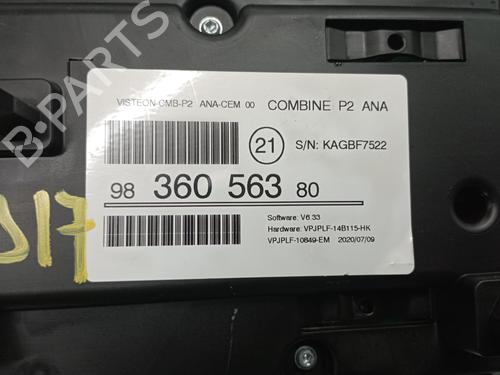 B-PARTS
VISTEON-CMB-P2 ANA-CEM 00 COMBINE P2 ANA
21 S/N: KAGBF7522
98 360 563 80
Software: V6.33
Hardware: VPJPLF-14B115-HK
VPJPLF-10849-EM 2020/07/09